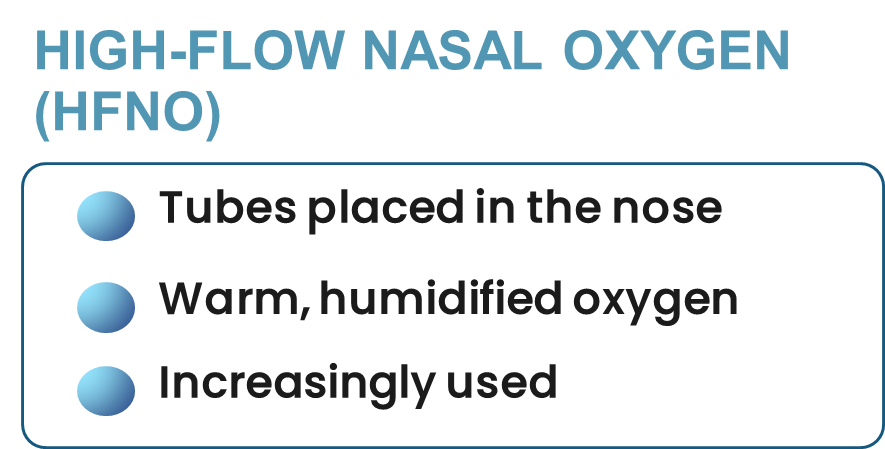 HIGH-FLOW NASAL OXYGEN
(HFNO)
Tubes placed in the nose
Warm, humidified oxygen
Increasingly used